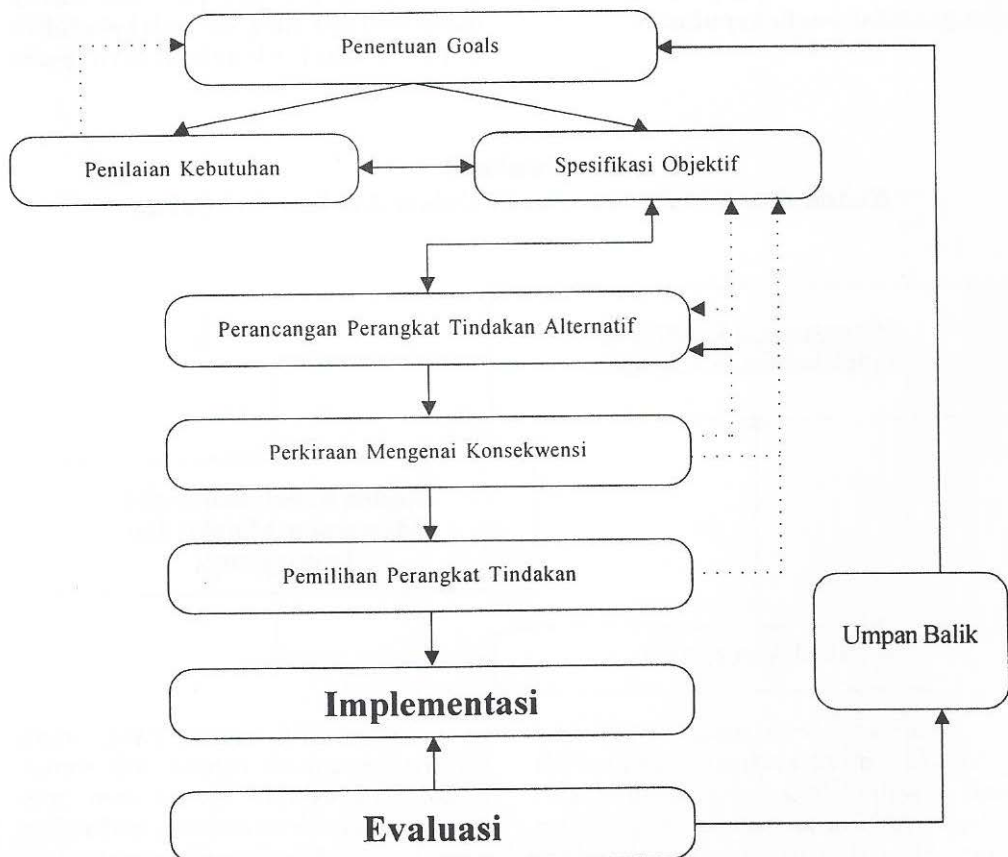 Penentuan Goals
Penilaian Kebutuhan
Spesifikasi Objektif
Perancangan Perangkat Tindakan Alternatif
Perkiraan Mengenai Konsekwensi
Pemilihan Perangkat Tindakan
Umpan Balik
Implementasi
Evaluasi